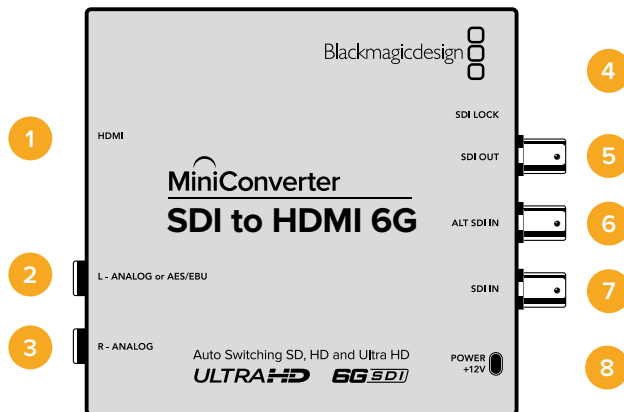 Blackmagicdesign
4
SDI LOCK
1
HDMI
SDI OUT
5
MiniConverter
SDI to HDMI 6G
ALT SDI IN
6
2
L - ANALOG or AES/EBU
SDI IN
7
3
R - ANALOG
Auto Switching SD, HD and Ultra HD
POWER
+12V
8
ULTRAHD 6G SDI